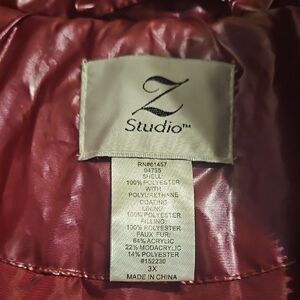 Z
Studio™
RN#61457
04755
SHELL:
100% POLYESTER
WITH
POLYURETHANE
COATING
LINING:
100% POLYESTER
FILLING:
100% POLYESTER
FAUX FUR:
64% ACRYLIC
22% MODACRYLIC
14% POLYESTER
#152230
3X
MADE IN CHINA